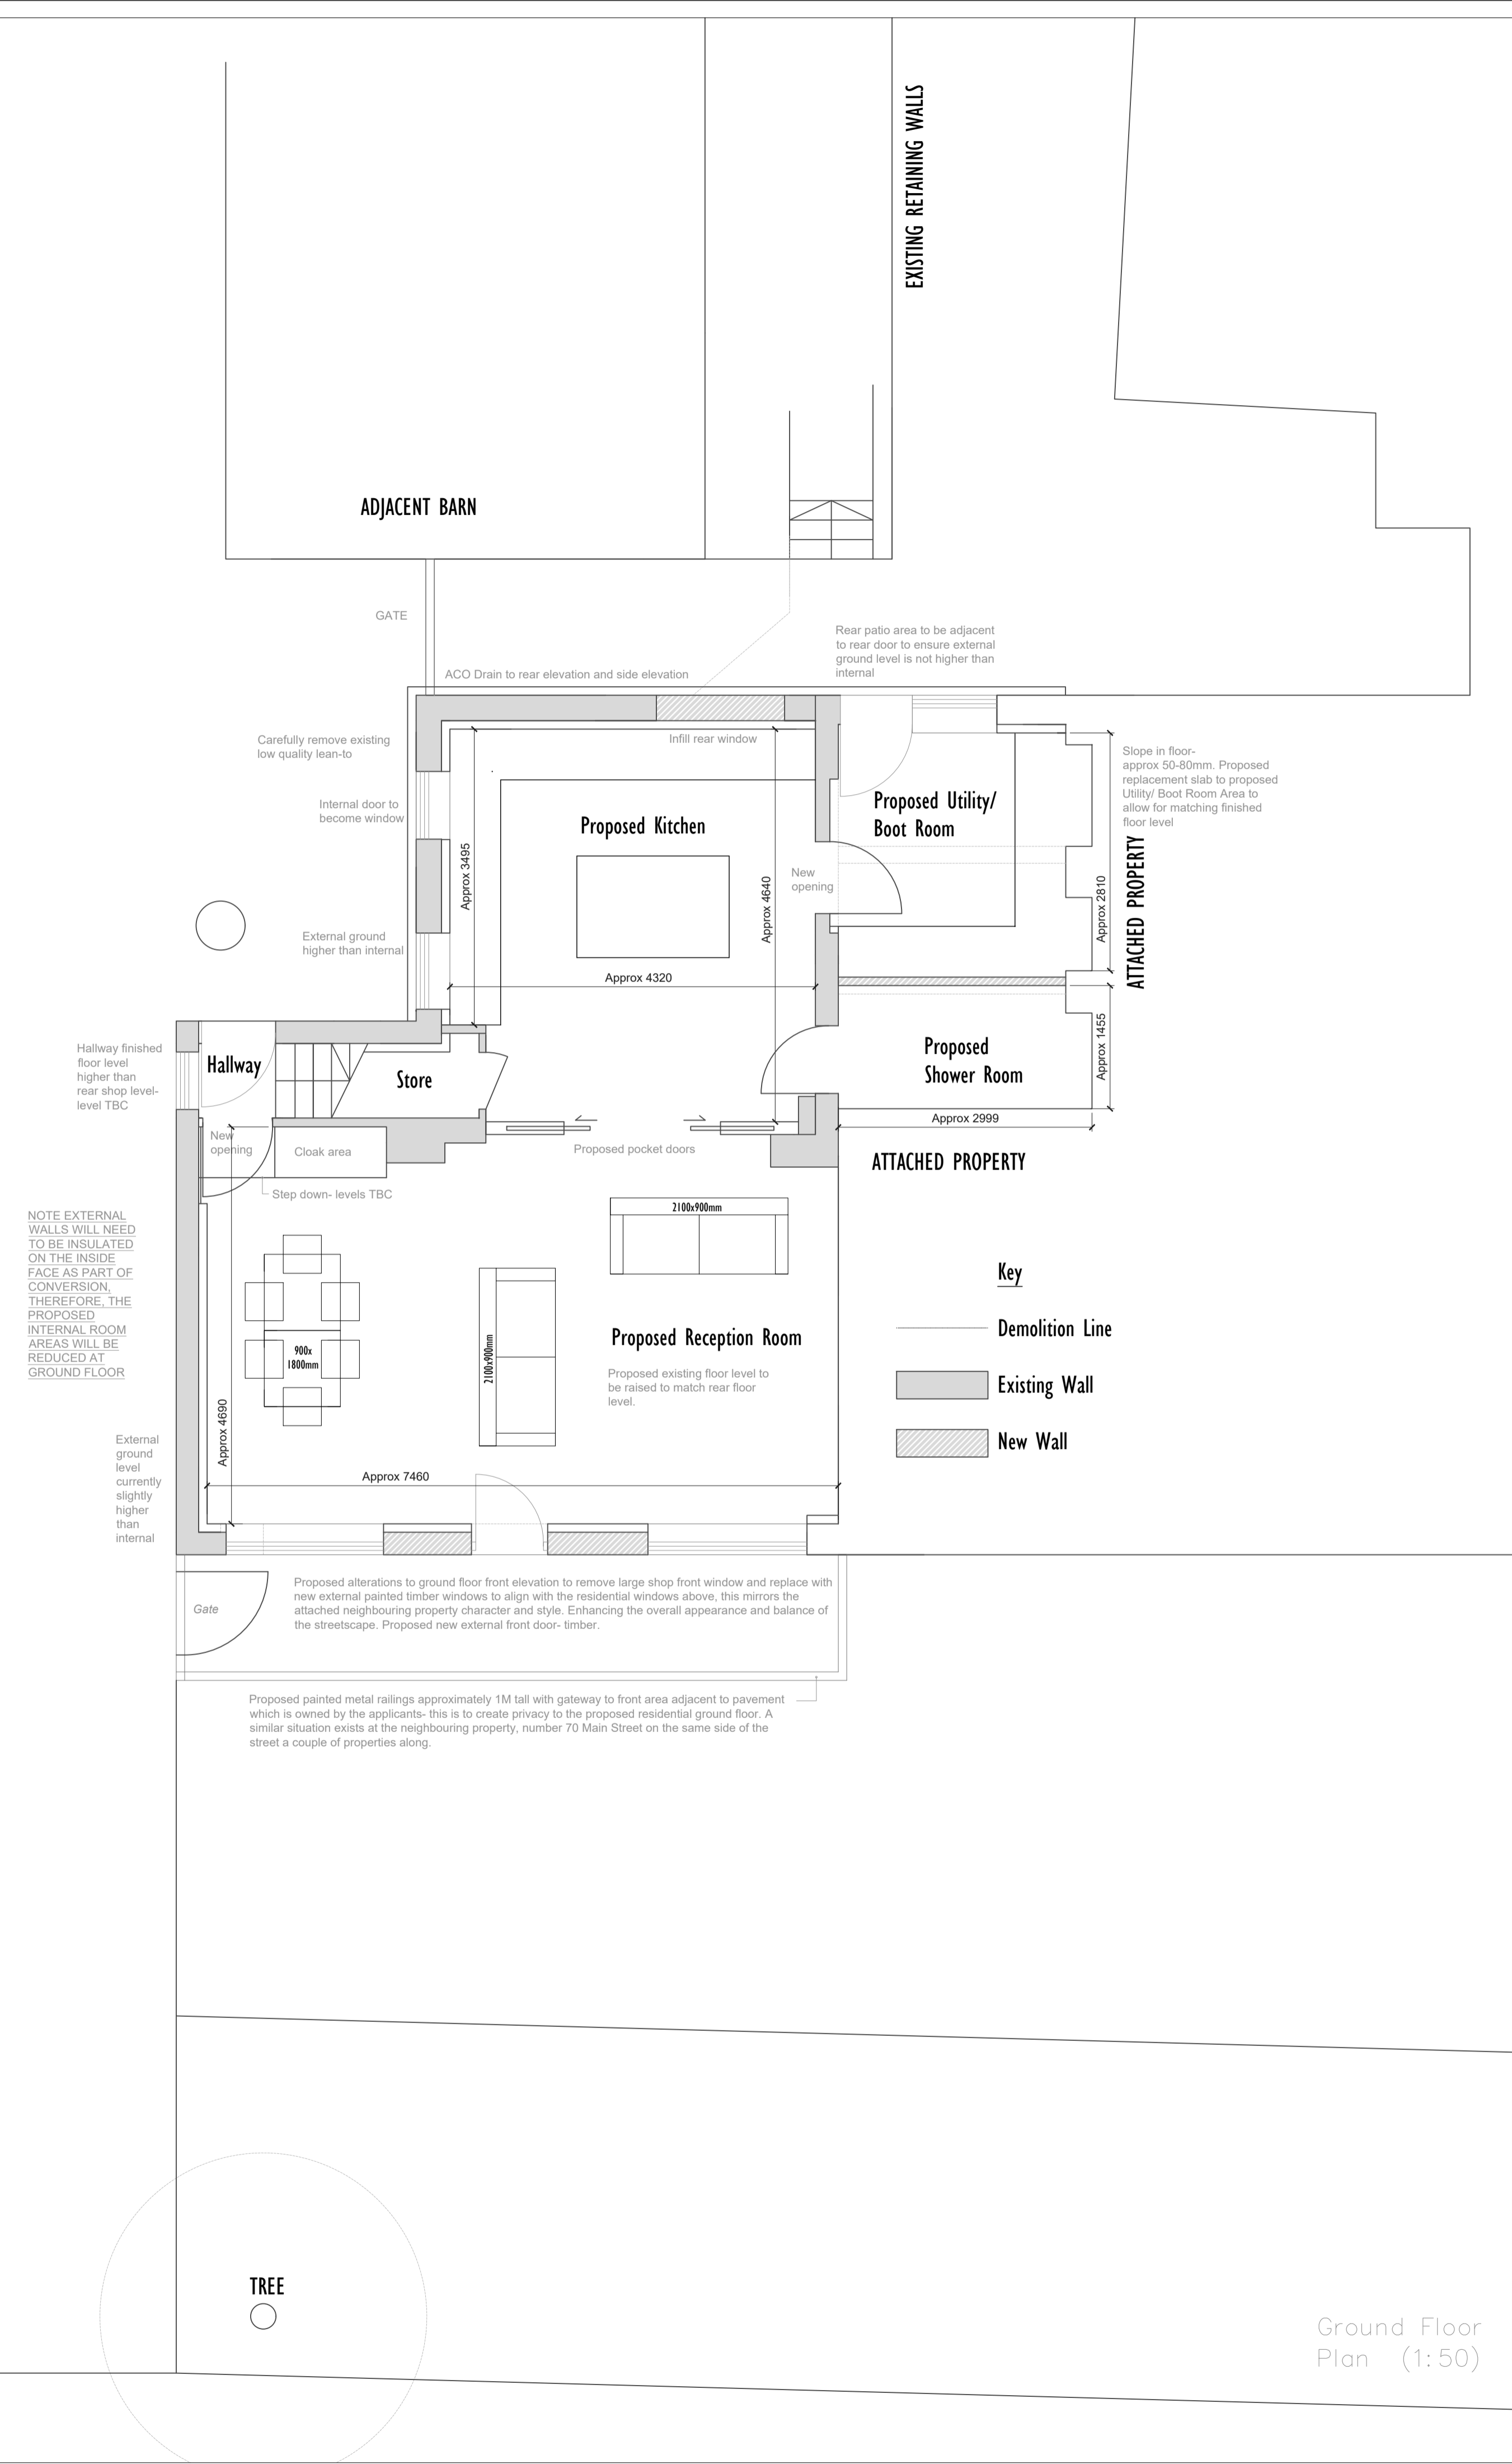 EXISTING RETAINING WALLS
ADJACENT BARN
GATE
ACO Drain to rear elevation and side elevation
Rear patio area to be adjacent
to rear door to ensure external
ground level is not higher than
internal
Carefully remove existing
low quality lean-to
Infill rear window
Slope in floor-
approx 50-80mm. Proposed
replacement slab to proposed
Utility/ Boot Room Area to
allow for matching finished
floor level
Internal door to
become window
Proposed Kitchen
Proposed Utility/
Boot Room
Approx 3495
Approx 4640
New
opening
Approx 2810
ATTACHED PROPERTY
External ground
higher than internal
Approx 4320
Hallway finished
floor level
higher than
rear shop level-
level TBC
Hallway
Store
Proposed
Shower Room
Approx 1455
Approx 2999
New
opening
Cloak area
Proposed pocket doors
ATTACHED PROPERTY
Step down- levels TBC
NOTE EXTERNAL
WALLS WILL NEED
TO BE INSULATED
ON THE INSIDE
FACE AS PART OF
CONVERSION,
THEREFORE, THE
PROPOSED
INTERNAL ROOM
AREAS WILL BE
REDUCED AT
GROUND FLOOR
2100x900mm
2100x900mm
900x
1800mm
Proposed Reception Room
Proposed existing floor level to
be raised to match rear floor
level.
Key
Demolition Line
Existing Wall
New Wall
Approx 4690
Approx 7460
External
ground
level
currently
slightly
higher
than
internal
Gate
Proposed alterations to ground floor front elevation to remove large shop front window and replace with
new external painted timber windows to align with the residential windows above, this mirrors the
attached neighbouring property character and style. Enhancing the overall appearance and balance of
the streetscape. Proposed new external front door- timber.
Proposed painted metal railings approximately 1M tall with gateway to front area adjacent to pavement
which is owned by the applicants- this is to create privacy to the proposed residential ground floor. A
similar situation exists at the neighbouring property, number 70 Main Street on the same side of the
street a couple of properties along.
TREE
Ground Floor
Plan (1:50)